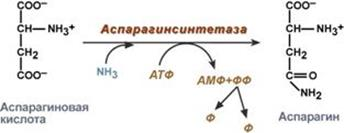 COO⁻
CH–NH₃⁺
CH₂
COO⁻
Аспарагиновая
кислота
Аспарагинсинтетаза
NH₃
АТФ
АМФ+ФФ
Ф
Ф
COO⁻
CH–NH₃⁺
CH₂
C=O
NH₂
Аспарагин